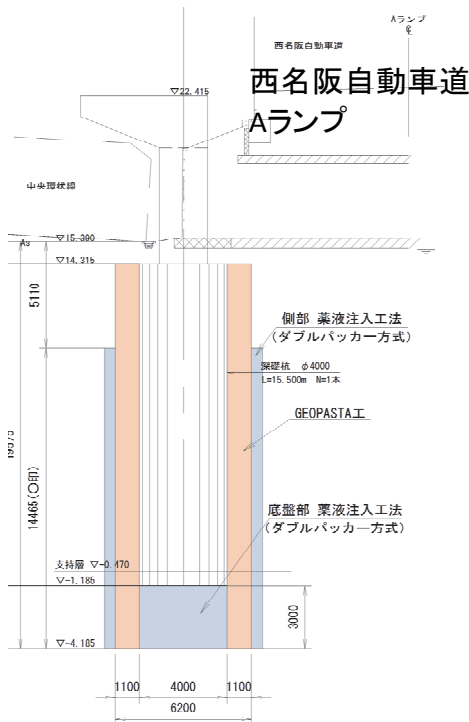 Aランプ
西名阪自動車道
西名阪自動車道
Aランプ
▽22.415
中央環状線
As
▽15.390
▽14.315
5110
側部 薬液注入工法
(ダブルパッカー方式)
深礎杭 φ4000
L=15.500m N=1本
GEOPASTA工
19575
14465(〇印)
底盤部 薬液注入工法
(ダブルパッカー方式)
支持層 ▽-0.470
▽-1.185
3000
▽-4.185
1100 4000 1100
6200